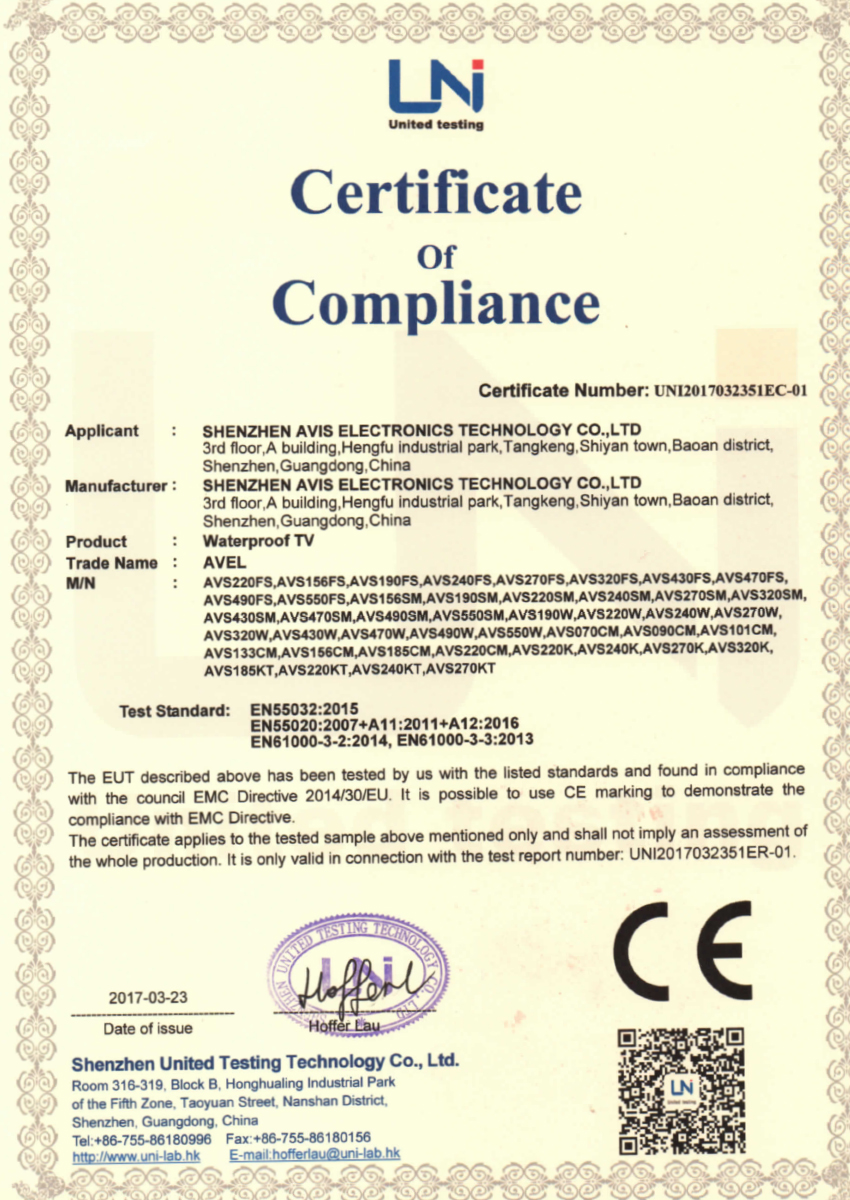 UNi
United testing
Certificate
Of
Compliance
Certificate Number: UNI2017032351EC-01
Applicant : SHENZHEN AVIS ELECTRONICS TECHNOLOGY CO.,LTD
3rd floor,A building,Hengfu industrial park,Tangkeng,Shiyan town,Baoan district,
Shenzhen,Guangdong,China
Manufacturer : SHENZHEN AVIS ELECTRONICS TECHNOLOGY CO.,LTD
3rd floor,A building,Hengfu industrial park,Tangkeng,Shiyan town,Baoan district,
Shenzhen,Guangdong,China
Product : Waterproof TV
Trade Name : AVEL
M/N : AVS220FS,AVS156FS,AVS190FS,AVS240FS,AVS270FS,AVS320FS,AVS430FS,AVS470FS,
AVS490FS,AVS550FS,AVS156SM,AVS190SM,AVS220SM,AVS240SM,AVS270SM,AVS320SM,
AVS430SM,AVS470SM,AVS490SM,AVS550SM,AVS190W,AVS220W,AVS240W,AVS270W,
AVS320W,AVS430W,AVS470W,AVS490W,AVS550W,AVS070CM,AVS090CM,AVS101CM,
AVS133CM,AVS156CM,AVS185CM,AVS220CM,AVS220K,AVS240K,AVS270K,AVS320K,
AVS185KT,AVS220KT,AVS240KT,AVS270KT
Test Standard: EN55032:2015
EN55020:2007+A11:2011+A12:2016
EN61000-3-2:2014, EN61000-3-3:2013
The EUT described above has been tested by us with the listed standards and found in compliance
with the council EMC Directive 2014/30/EU. It is possible to use CE marking to demonstrate the
compliance with EMC Directive.
The certificate applies to the tested sample above mentioned only and shall not imply an assessment of
the whole production. It is only valid in connection with the test report number: UNI2017032351ER-01.
CE
UNITED TESTING TECHNOLOGY CO., LTD
2017-03-23
Date of issue
Hoffer Lau
Shenzhen United Testing Technology Co., Ltd.
Room 316-319, Block B, Honghualing Industrial Park
of the Fifth Zone, Taoyuan Street, Nanshan District,
Shenzhen, Guangdong, China
Tel:+86-755-86180996 Fax:+86-755-86180156
http://www.uni-lab.hk E-mail:hofferlau@uni-lab.hk
UNi
United testing